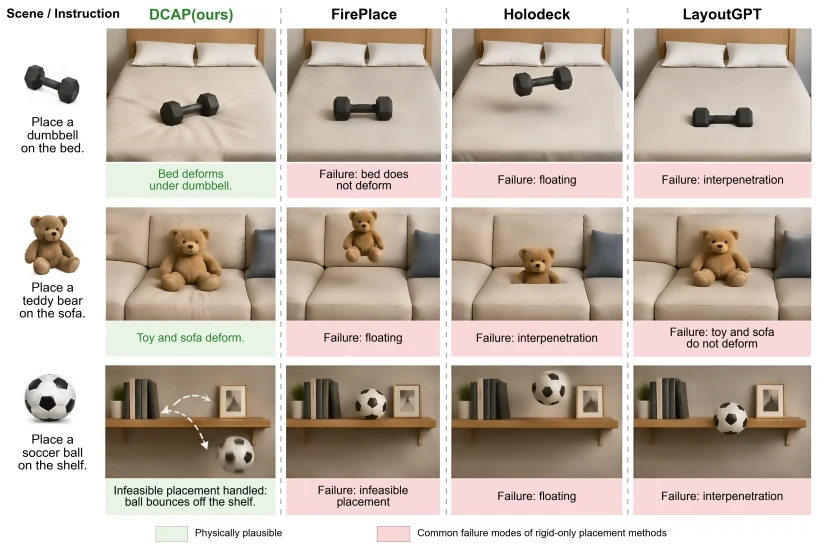 Scene / Instruction
DCAP(ours)
FirePlace
Holodeck
LayoutGPT
Place a
dumbbell
on the bed.
Bed deforms
under dumbbell.
Failure: bed does
not deform
Failure: floating
Failure: interpenetration
Place a
teddy bear
on the sofa.
Toy and sofa deform.
Failure: floating
Failure: interpenetration
Failure: toy and sofa
do not deform
Place a
soccer ball
on the shelf.
Infeasible placement handled:
ball bounces off the shelf.
Failure: infeasible
placement
Failure: floating
Failure: interpenetration
Physically plausible
Common failure modes of rigid-only placement methods